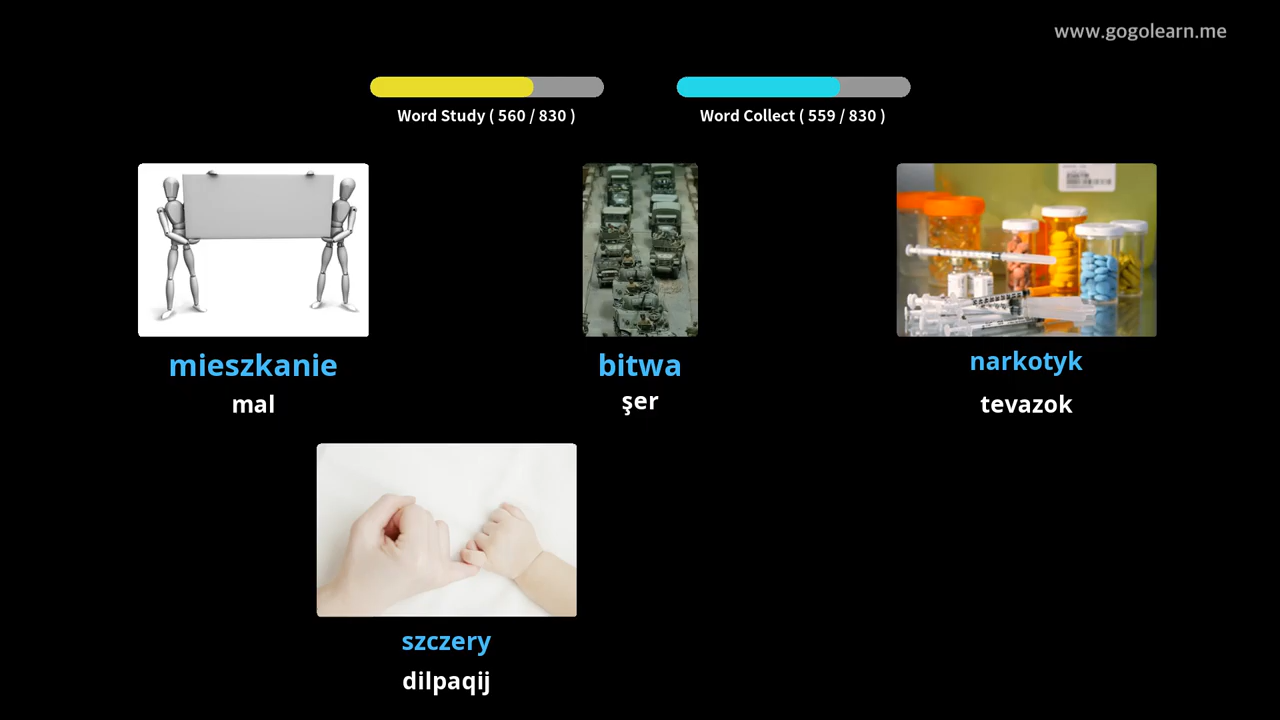 www.gogolearn.me
Word Study ( 560 / 830 )
Word Collect ( 559 / 830 )
mieszkanie
mal
bitwa
şer
narkotyk
tevazok
szczery
dilpaqij